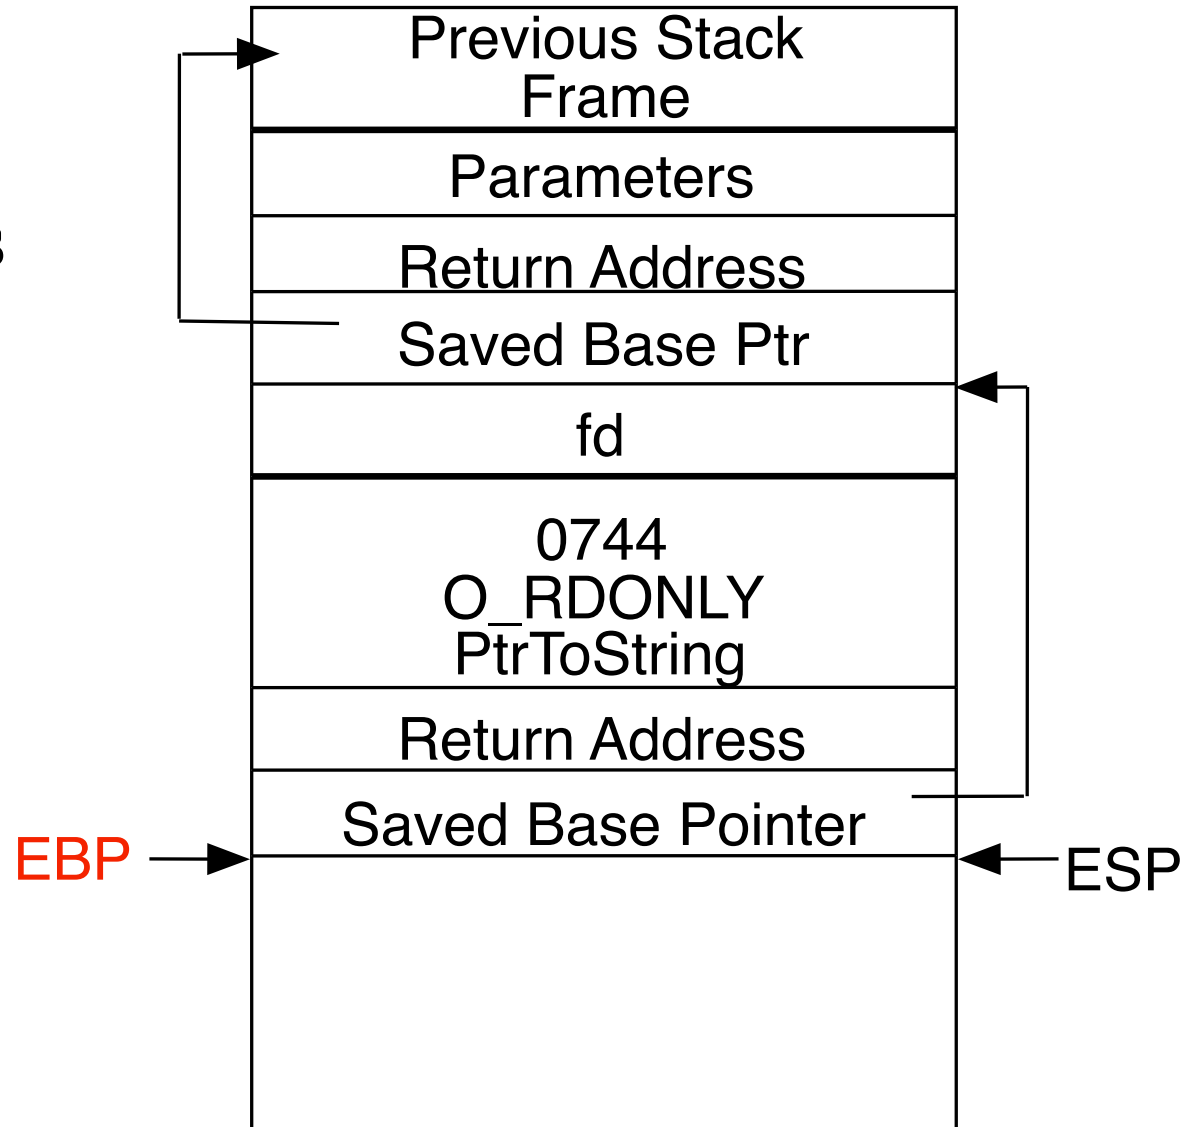 Previous Stack
Frame
Parameters
Return Address
Saved Base Ptr
fd
0744
O_RDONLY
PtrToString
Return Address
Saved Base Pointer
EBP
ESP